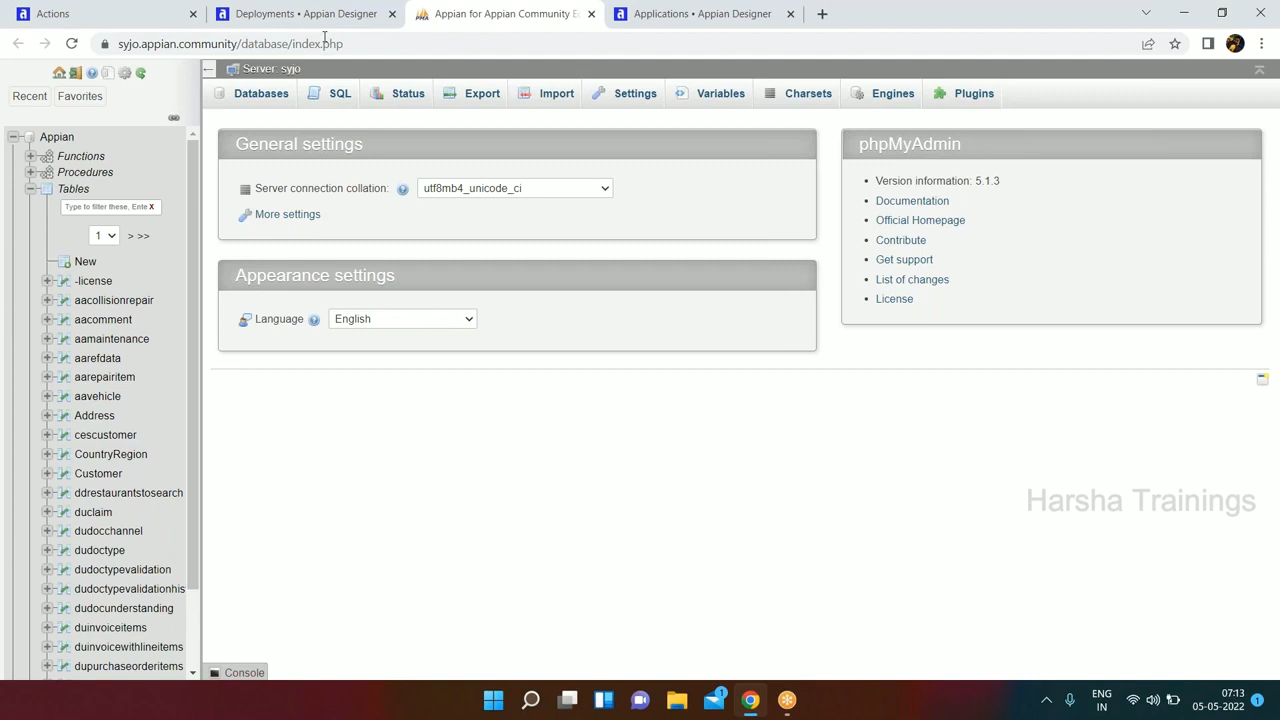 Actions
Deployments • Appian Designer
Appian for Appian Community E
Applications • Appian Designer
syjo.appian.community/database/index.php
Server: syjo
Recent Favorites
Databases SQL Status Export Import Settings Variables Charsets Engines Plugins
Appian
Functions
Procedures
Tables
Type to filter these, Ente X
1 > >>
New
-license
aacollisionrepair
aacomment
aamaintenance
aarefdata
aarepairitem
aavehicle
Address
cescustomer
CountryRegion
Customer
ddrestaurantstosearch
duclaim
dudocchannel
dudoctype
dudoctypevalidation
dudoctypevalidationhis
dudocunderstanding
duinvoiceitems
duinvoicewithlineitems
dupurchaseorderitems
General settings
Server connection collation: utf8mb4_unicode_ci
More settings
Appearance settings
Language English
phpMyAdmin
Version information: 5.1.3
Documentation
Official Homepage
Contribute
Get support
List of changes
License
Harsha Trainings
Console
1
ENG
IN
07:13
05-05-2022
1